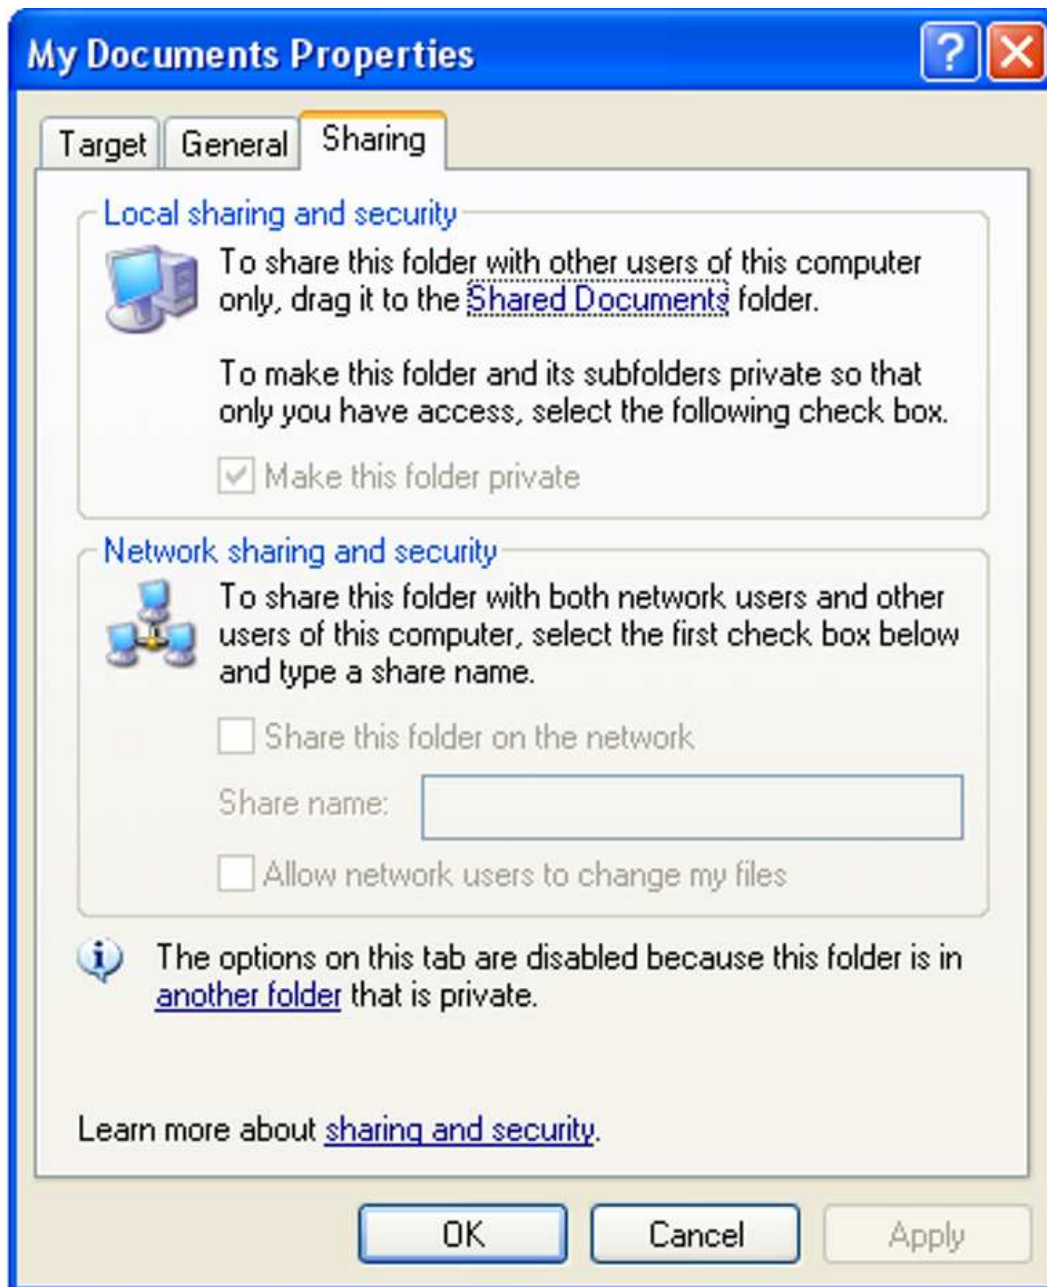 My Documents Properties
Target General Sharing
Local sharing and security
To share this folder with other users of this computer
only, drag it to the Shared Documents folder.
To make this folder and its subfolders private so that
only you have access, select the following check box.
Make this folder private
Network sharing and security
To share this folder with both network users and other
users of this computer, select the first check box below
and type a share name.
Share this folder on the network
Share name:
Allow network users to change my files
The options on this tab are disabled because this folder is in
another folder that is private.
Learn more about sharing and security.
OK Cancel Apply